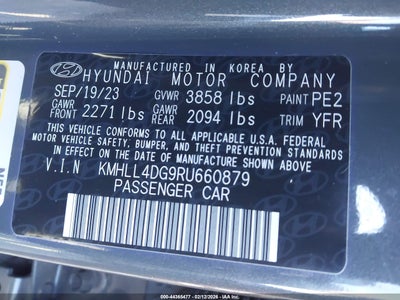 MANUFACTURED IN KOREA BY
HYUNDAI MOTOR COMPANY
SEP/19/23 GVWR 3858 lbs PAINT PE2
GAWR FRONT 2271 lbs GAWR REAR 2094 lbs TRIM YFR
THIS VEHICLE CONFORMS TO ALL APPLICABLE U.S.A. FEDERAL
MOTOR VEHICLE SAFETY, BUMPER, AND THEFT PREVENTION STANDARDS
IN EFFECT ON THE DATE OF MANUFACTURE SHOWN ABOVE.
V.I.N KMHLL4DG9RU660879
PASSENGER CAR